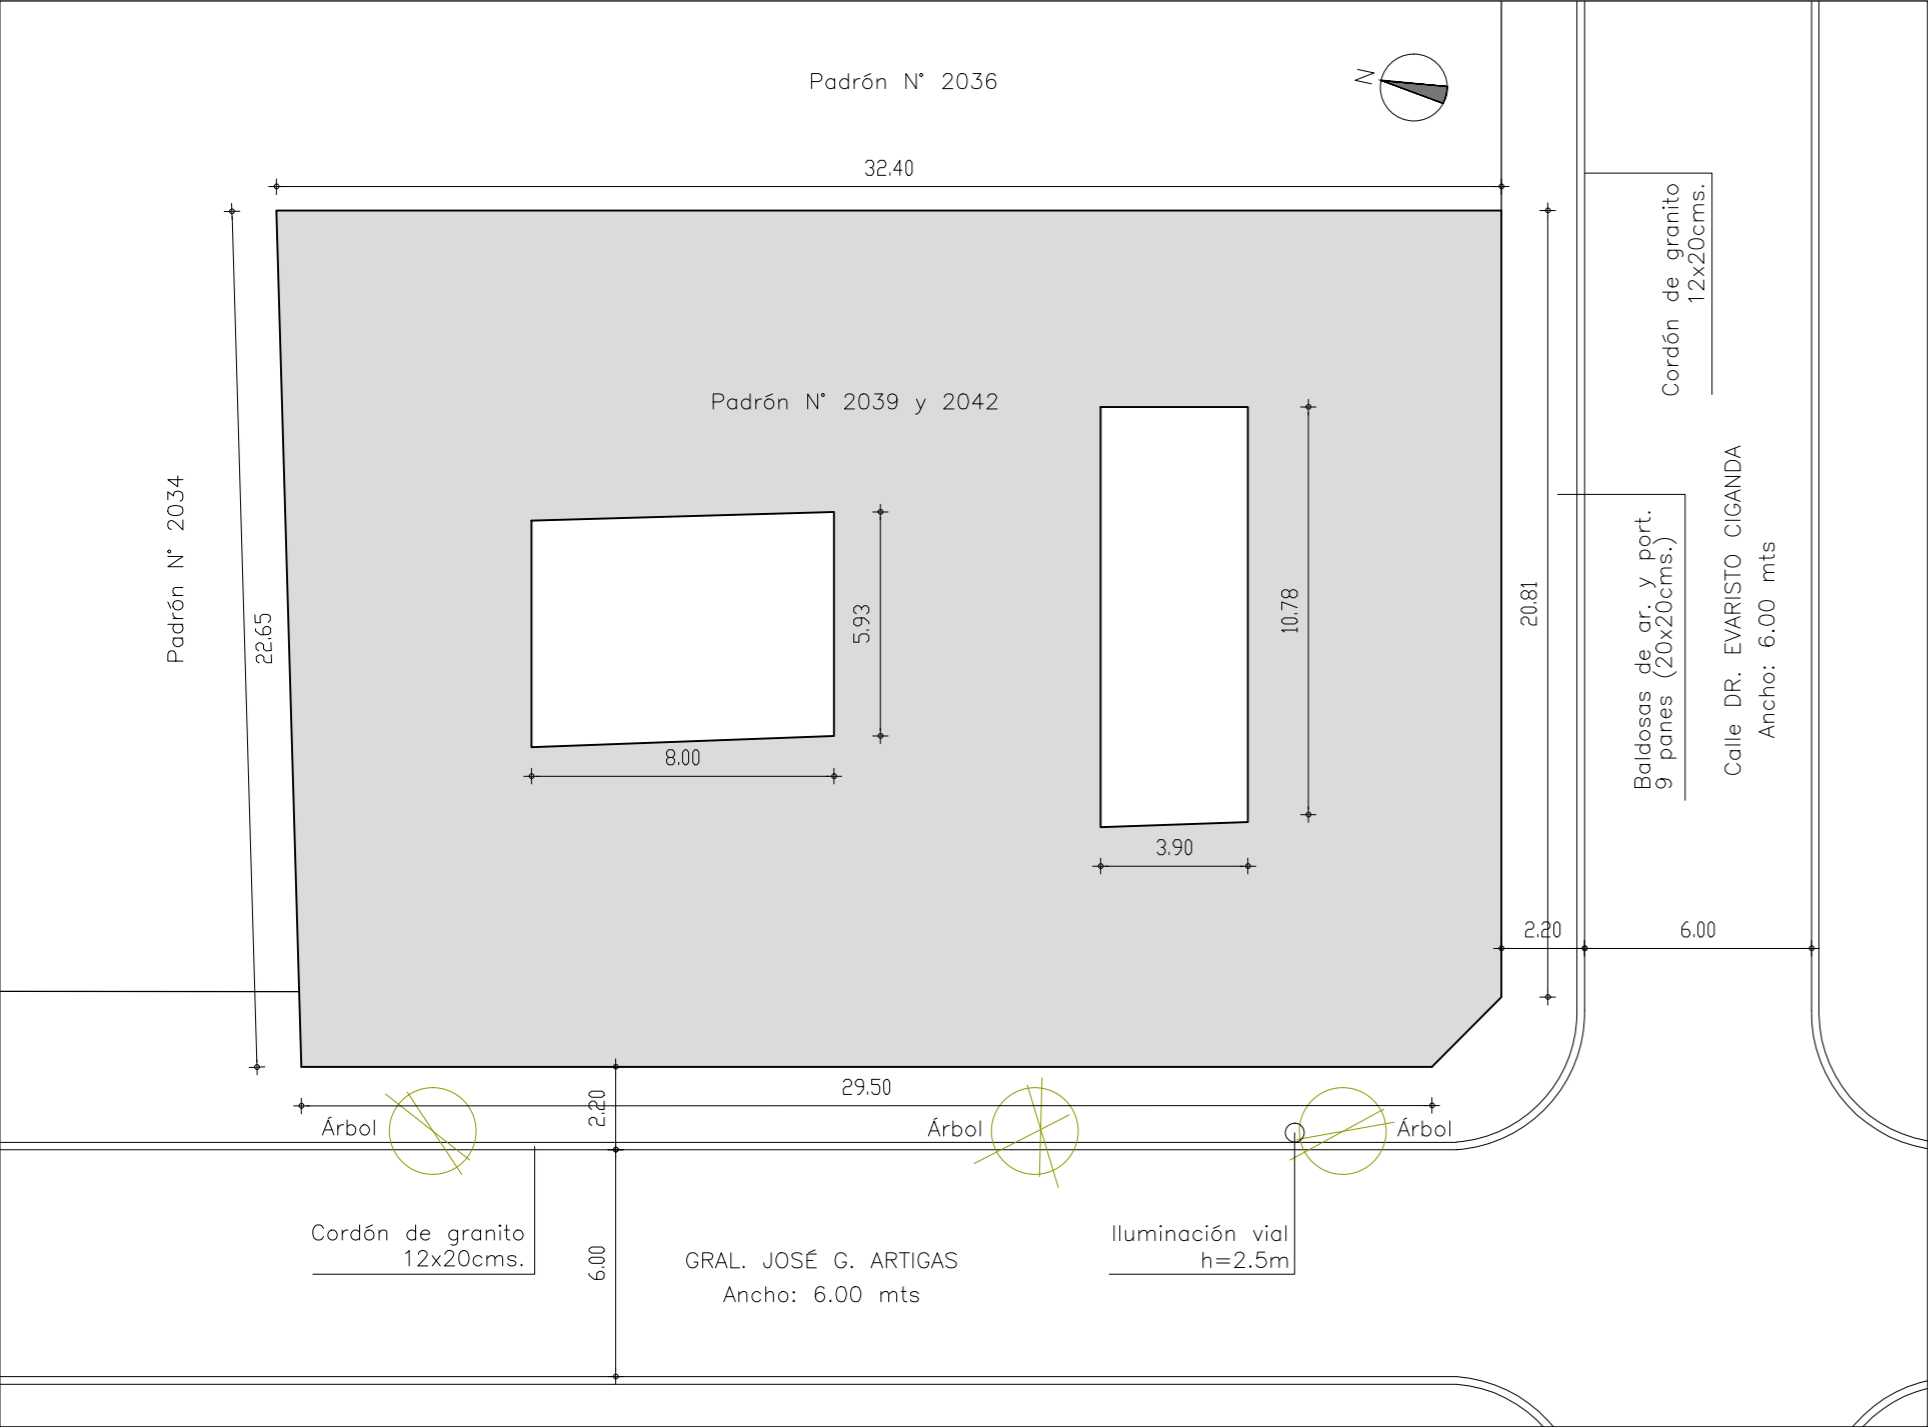 Padrón N° 2036
N
32.40
Cordón de granito
12x20cms.
Padrón N° 2039 y 2042
Padrón N° 2034
22.65
5.93
8.00
10.78
3.90
20.81
Baldosas de ar. y port.
9 panes (20x20cms.)
Calle DR. EVARISTO CIGANDA
Ancho: 6.00 mts
2.20
6.00
29.50
2.20
Árbol
Árbol
Árbol
Cordón de granito
12x20cms.
6.00
GRAL. JOSÉ G. ARTIGAS
Ancho: 6.00 mts
Iluminación vial
h=2.5m